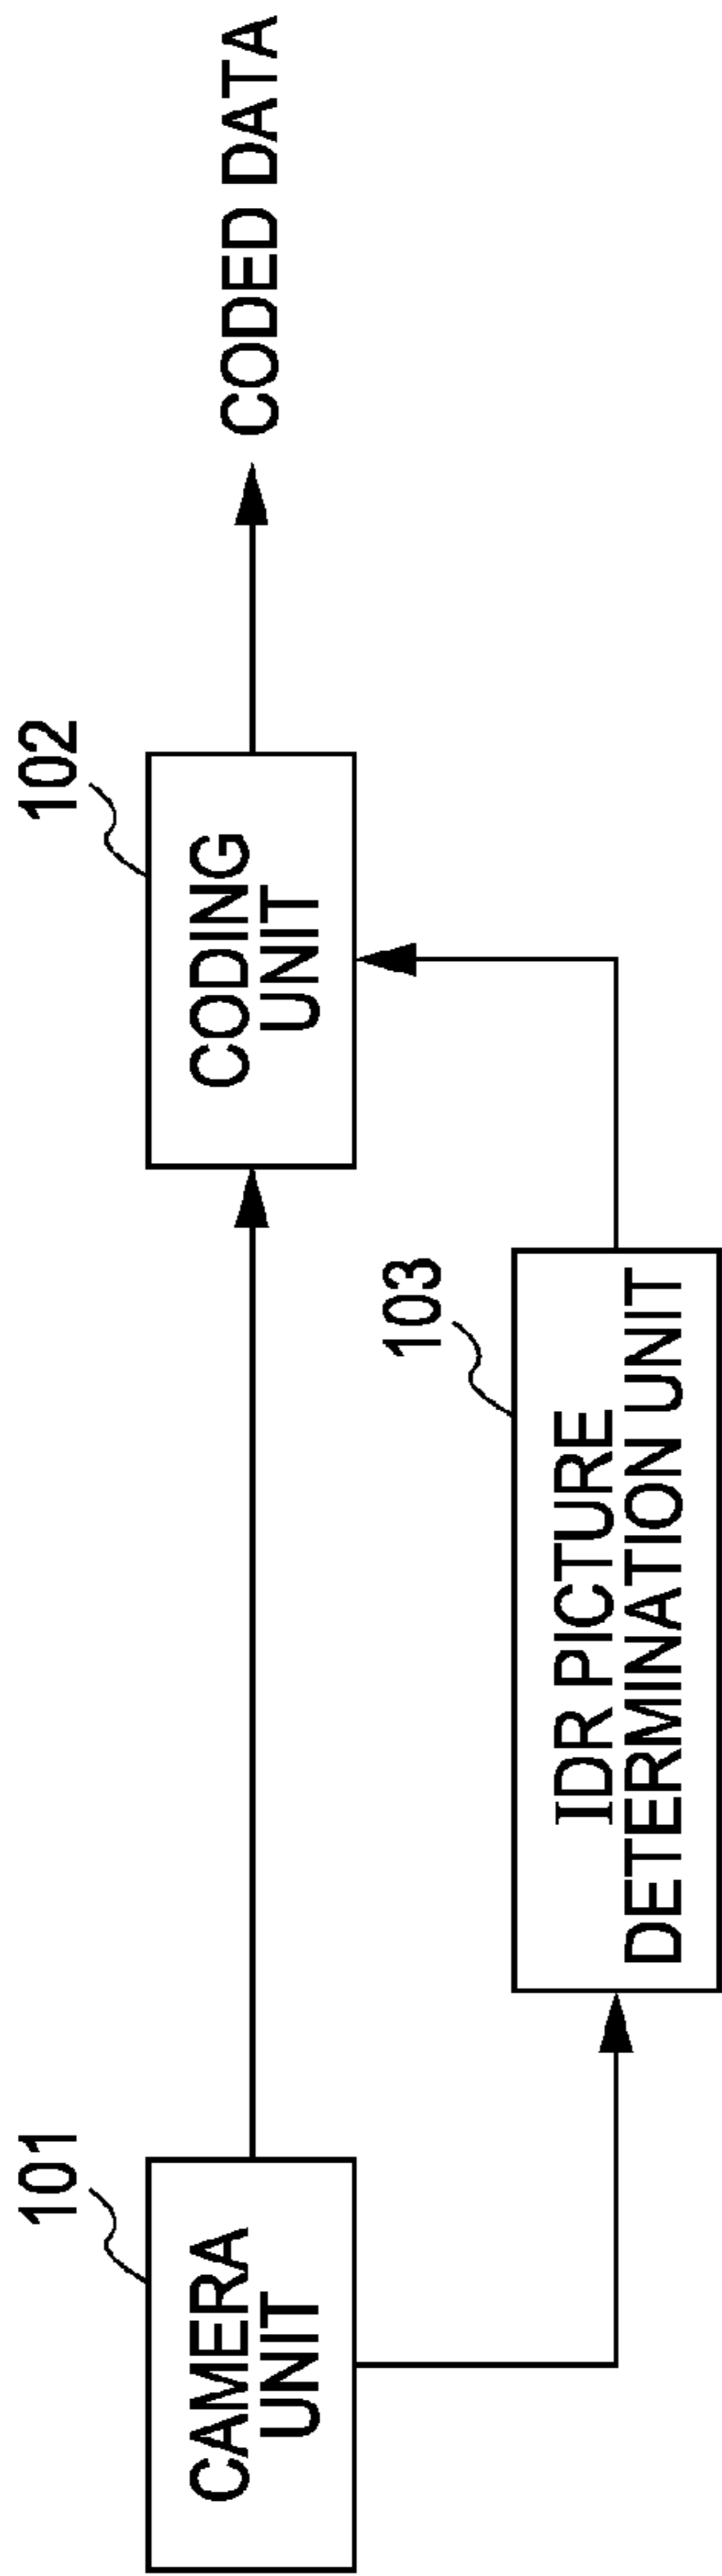 101
CAMERA
UNIT
102
CODING
UNIT
CODED DATA
103
IDR PICTURE
DETERMINATION UNIT